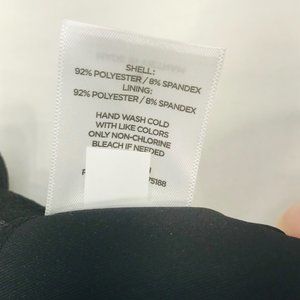 SHELL:
92% POLYESTER / 8% SPANDEX
LINING:
92% POLYESTER / 8% SPANDEX
HAND WASH COLD
WITH LIKE COLORS
ONLY NON-CHLORINE
BLEACH IF NEEDED